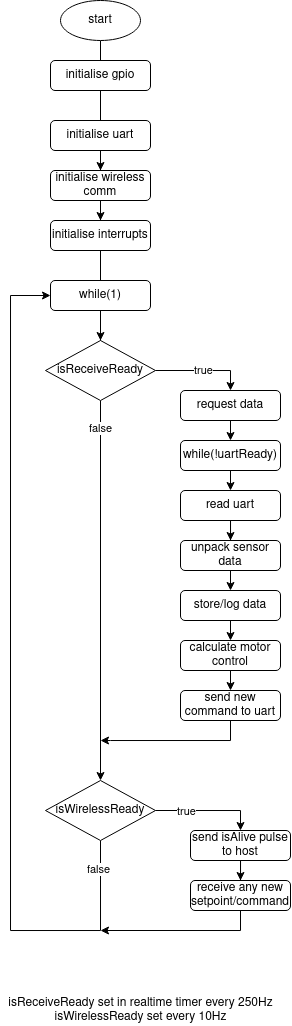 start
initialise gpio
initialise uart
initialise wireless
comm
initialise interrupts
while(1)
isReceiveReady
true
false
request data
while(!uartReady)
read uart
unpack sensor
data
store/log data
calculate motor
control
send new
command to uart
isWirelessReady
true
false
send isAlive pulse
to host
receive any new
setpoint/command
isReceiveReady set in realtime timer every 250Hz
isWirelessReady set every 10Hz